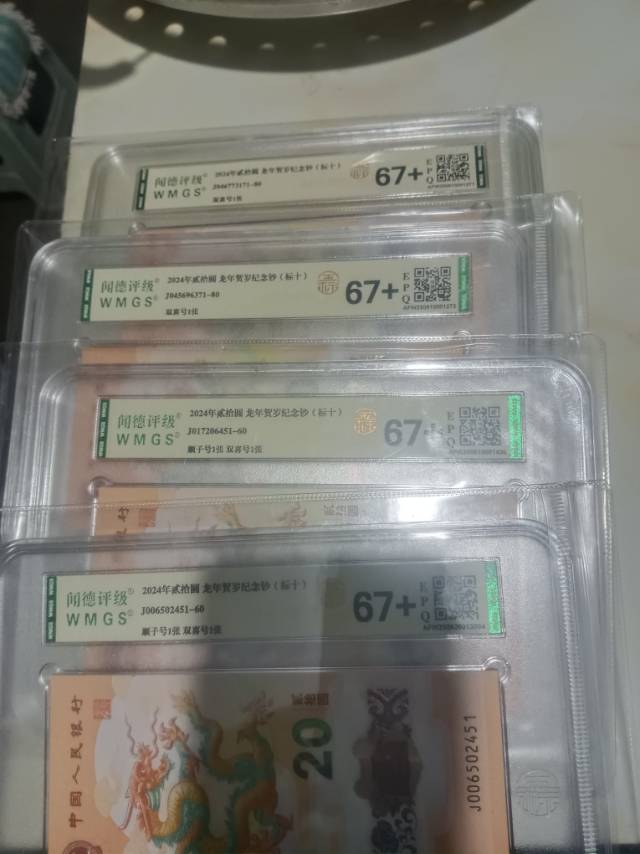 闻德评级
WMGS
2024年贰拾圆 龙年贺岁纪念钞（标十）
J046773171-80
双喜号1张
67+
EPQ
闻德评级
WMGS
2024年贰拾圆 龙年贺岁纪念钞（标十）
J045696371-80
双喜号1张
67+
EPQ
闻德评级
WMGS
2024年贰拾圆 龙年贺岁纪念钞（标十）
J017206451-60
顺子号1张 双喜号1张
67+
EPQ
贰拾圆
闻德评级
WMGS
2024年贰拾圆 龙年贺岁纪念钞（标十）
J006502451-60
顺子号1张 双喜号1张
67+
EPQ
中国人民银行
贰拾圆
20
J006502451